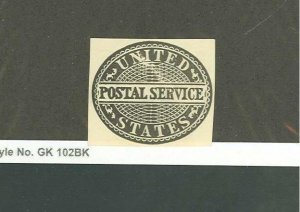 UNITED
POSTAL SERVICE
STATES
yle No. GK 102BK